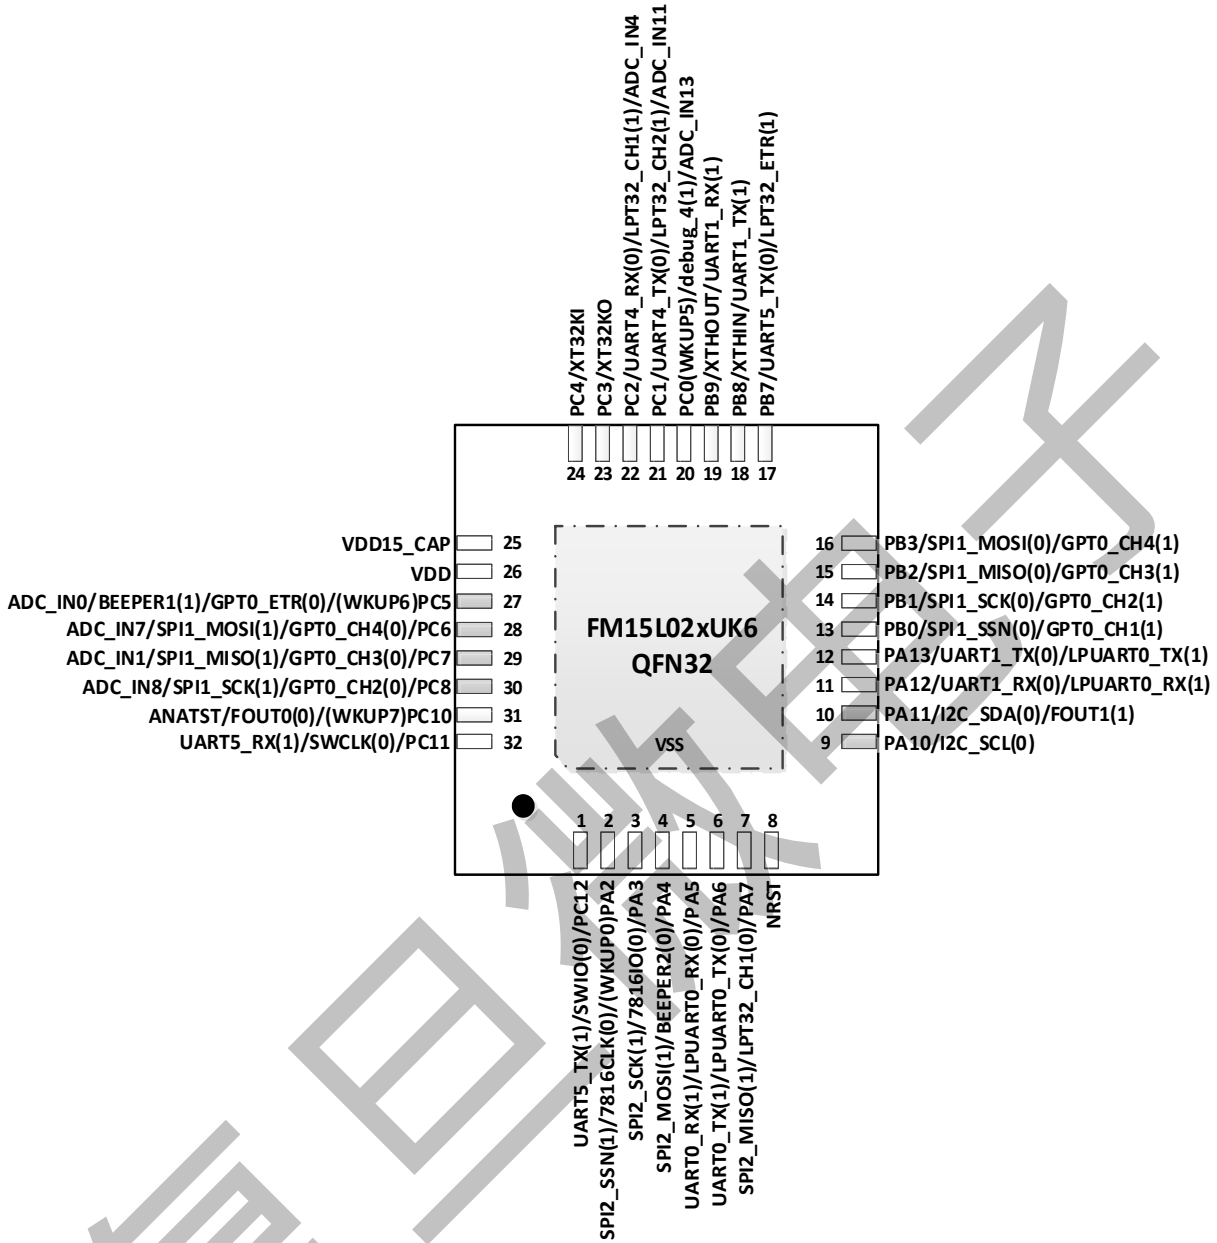 PC4/XT32KI
PC3/XT32KO
PC2/UART4_RX(0)/LPT32_CH1(1)/ADC_IN4
PC1/UART4_TX(0)/LPT32_CH2(1)/ADC_IN11
PC0(WKUP5)/debug_4(1)/ADC_IN13
PB9/XTHOUT/UART1_RX(1)
PB8/XTHIN/UART1_TX(1)
PB7/UART5_TX(0)/LPT32_ETR(1)
24 23 22 21 20 19 18 17
VDD15_CAP 25
VDD 26
ADC_IN0/BEEPER1(1)/GPT0_ETR(0)/(WKUP6)PC5 27
ADC_IN7/SPI1_MOSI(1)/GPT0_CH4(0)/PC6 28
ADC_IN1/SPI1_MISO(1)/GPT0_CH3(0)/PC7 29
ADC_IN8/SPI1_SCK(1)/GPT0_CH2(0)/PC8 30
ANATST/FOUT0(0)/(WKUP7)PC10 31
UART5_RX(1)/SWCLK(0)/PC11 32
FM15L02xUK6
QFN32
VSS
16 PB3/SPI1_MOSI(0)/GPT0_CH4(1)
15 PB2/SPI1_MISO(0)/GPT0_CH3(1)
14 PB1/SPI1_SCK(0)/GPT0_CH2(1)
13 PB0/SPI1_SSN(0)/GPT0_CH1(1)
12 PA13/UART1_TX(0)/LPUART0_TX(1)
11 PA12/UART1_RX(0)/LPUART0_RX(1)
10 PA11/I2C_SDA(0)/FOUT1(1)
9 PA10/I2C_SCL(0)
1 2 3 4 5 6 7 8
UART5_TX(1)/SWIO(0)/PC12
SPI2_SSN(1)/7816CLK(0)/(WKUP0)PA2
SPI2_SCK(1)/7816IO(0)/PA3
SPI2_MOSI(1)/BEEPER2(0)/PA4
UART0_RX(1)/LPUART0_RX(0)/PA5
UART0_TX(1)/LPUART0_TX(0)/PA6
SPI2_MISO(1)/LPT32_CH1(0)/PA7
NRST
复旦微电子